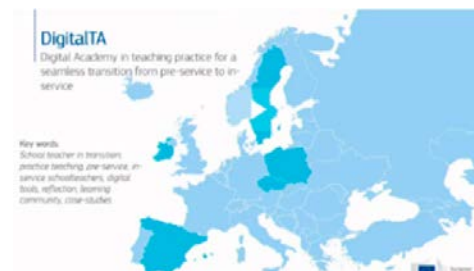 DigitalTA
Digital Academy in teaching practice for a
seamless transition from pre-service to in-
service
Key words
School teacher in transition,
practice teaching, pre-service, in-
service schoolteachers, digital
tools, reflection, learning
community, case-studies